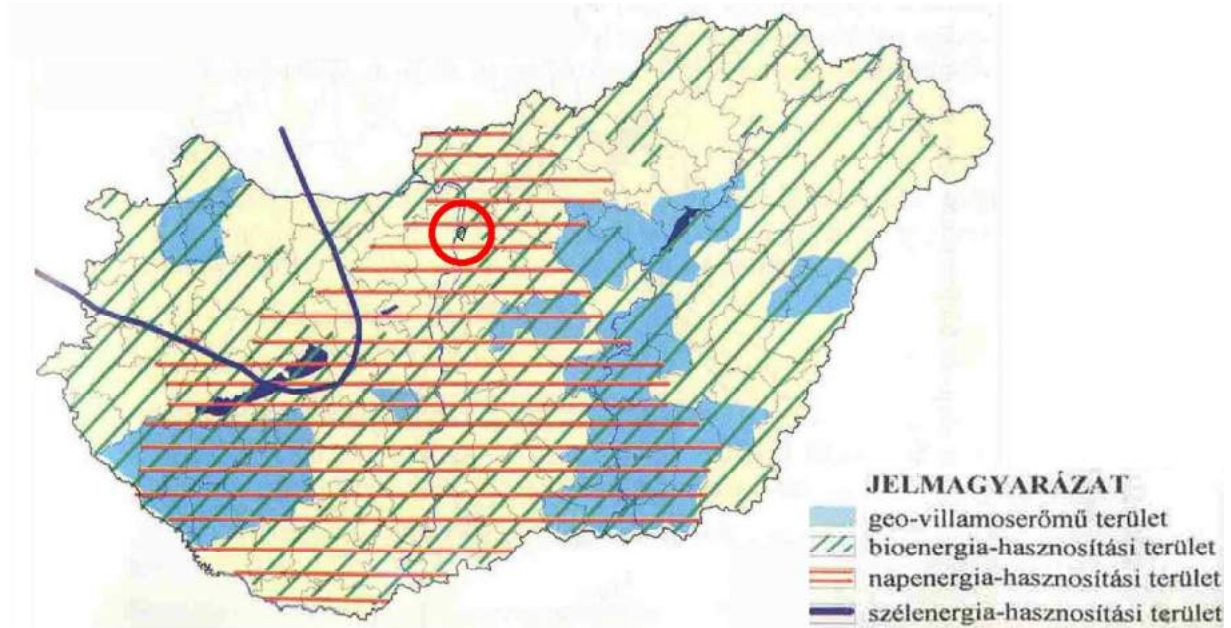 JELMAGYARÁZAT
geo-villamoserőmű terület
bioenergia-hasznosítási terület
napenergia-hasznosítási terület
szélenergia-hasznosítási terület